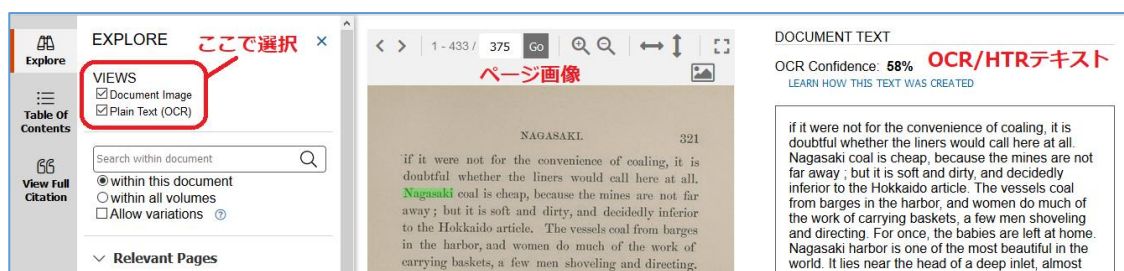 Explore
Table Of
Contents
View Full
Citation
EXPLORE
ここで選択
×
VIEWS
Document Image
Plain Text (OCR)
Search within document
within this document
within all volumes
Allow variations ?
Relevant Pages
1 - 433 / 375 Go
ページ画像
NAGASAKI. 321
if it were not for the convenience of coaling, it is
doubtful whether the liners would call here at all.
Nagasaki coal is cheap, because the mines are not far
away ; but it is soft and dirty, and decidedly inferior
to the Hokkaido article. The vessels coal from barges
in the harbor, and women do much of the work of
carrying baskets, a few men shoveling and directing.
DOCUMENT TEXT
OCR Confidence: 58%
OCR/HTRテキスト
LEARN HOW THIS TEXT WAS CREATED
if it were not for the convenience of coaling, it is
doubtful whether the liners would call here at all.
Nagasaki coal is cheap, because the mines are not
far away ; but it is soft and dirty, and decidedly
inferior to the Hokkaido article. The vessels coal
from barges in the harbor, and women do much of
the work of carrying baskets, a few men shoveling
and directing. For once, the babies are left at home.
Nagasaki harbor is one of the most beautiful in the
world. It lies near the head of a deep inlet, almost